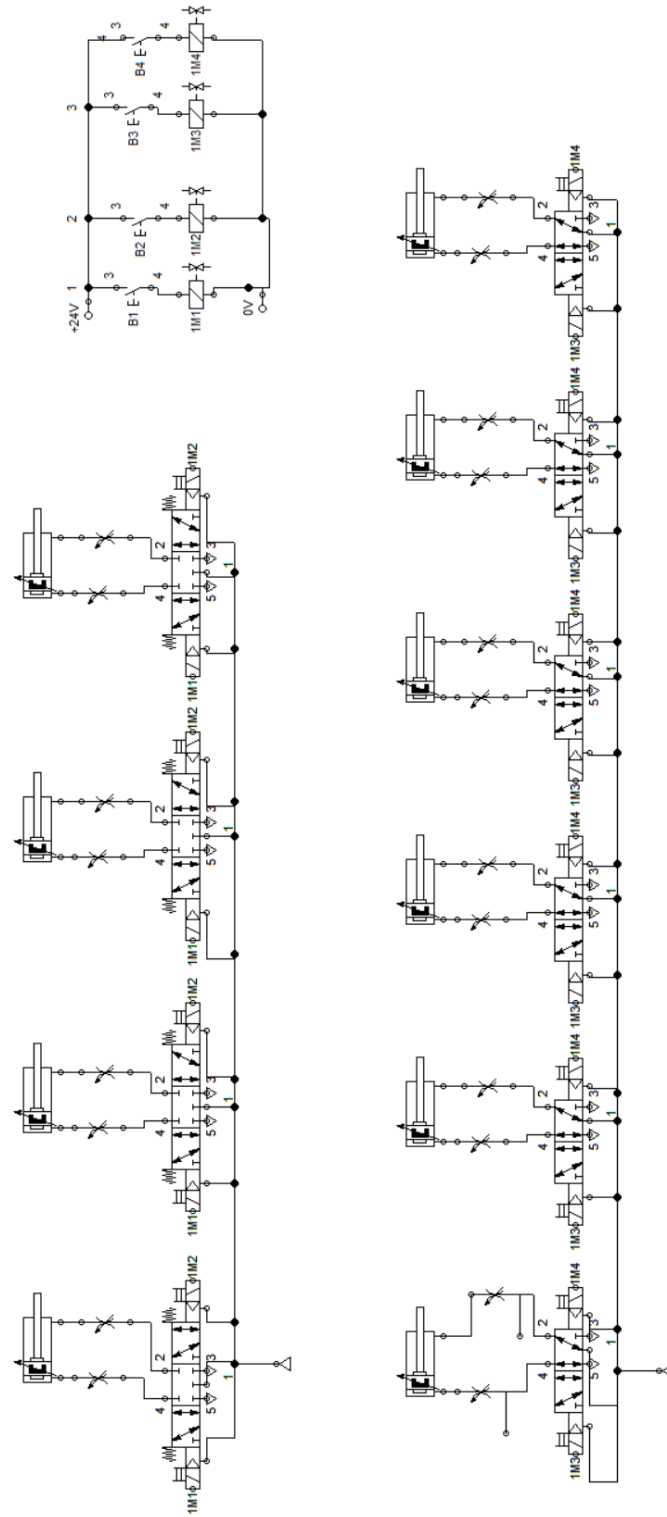 1 2 3 4
+24V 3 3 3 3
B1 B2 B3 B4
4 4 4 4
1M1 1M2 1M3 1M4
0V
4 2 4 2 4 2 4 2
1M1 1M2 1M1 1M2 1M1 1M2 1M1 1M2
5 3 5 3 5 3 5 3
1 1 1 1
4 2 4 2 4 2 4 2 4 2 4 2
1M3 1M4 1M3 1M4 1M3 1M4 1M3 1M4 1M3 1M4 1M3 1M4
5 3 5 3 5 3 5 3 5 3 5 3
1 1 1 1 1 1